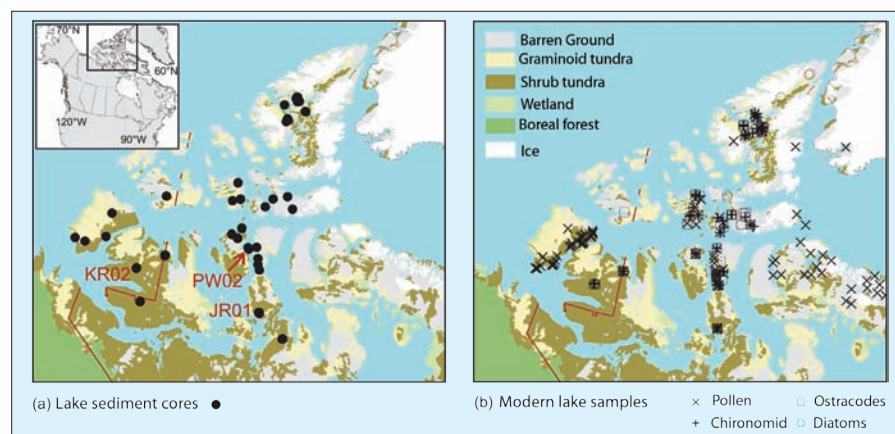 70°N
60°N
120°W
90°W
KR02
PW02
JR01
(a) Lake sediment cores
Barren Ground
Graminoid tundra
Shrub tundra
Wetland
Boreal forest
Ice
(b) Modern lake samples
Pollen
Ostracodes
Chironomid
Diatoms